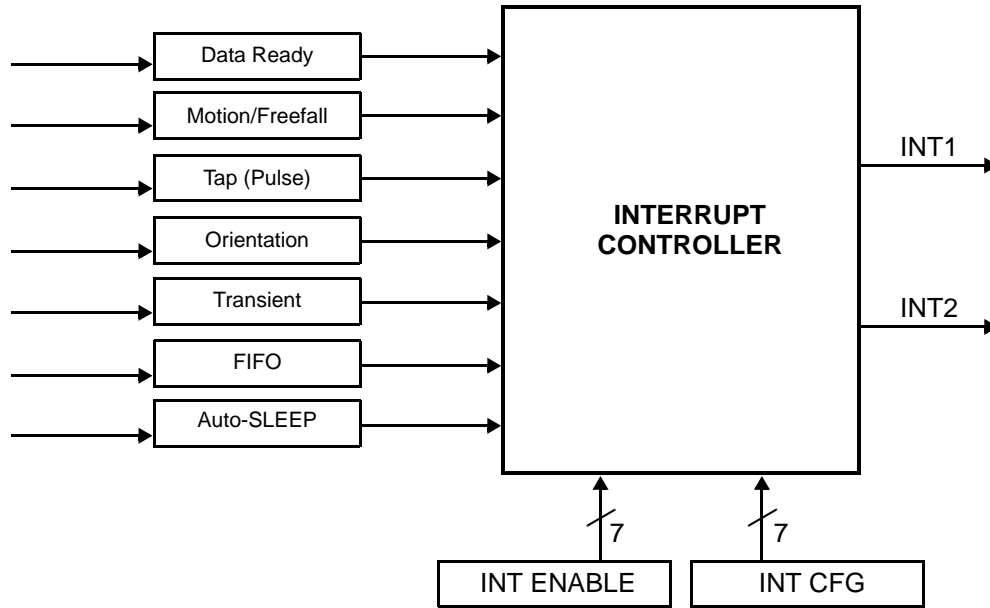 Data Ready
Motion/Freefall
Tap (Pulse)
Orientation
Transient
FIFO
Auto-SLEEP
INTERRUPT
CONTROLLER
INT1
INT2
7
7
INT ENABLE
INT CFG